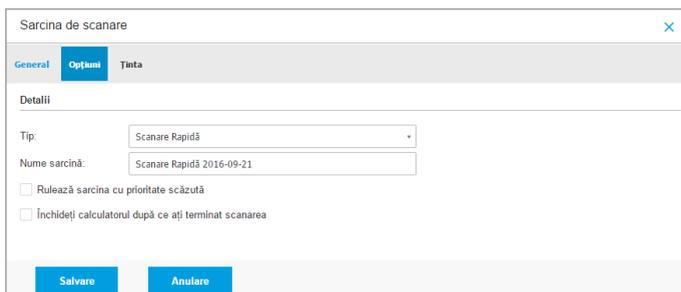 Sarcina de scanare
General Opțiuni Ținta
Detalii
Tip: Scanare Rapidă
Nume sarcină: Scanare Rapidă 2016-09-21
Rulează sarcina cu prioritate scăzută
Închideți calculatorul după ce ați terminat scanarea
Salvare Anulare